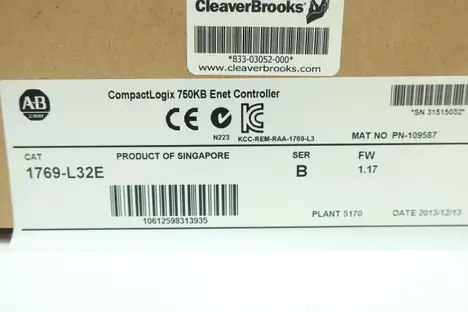 CleaverBrooks
*833-03052-000*
www.cleaverbrooks.com
AB
CompactLogix 750KB Enet Controller
CE
N223 KCC-REM-RAA-1769-L3
*SN 31515032*
MAT NO PN-109587
CAT PRODUCT OF SINGAPORE SER FW
1769-L32E B 1.17
10612598313935
PLANT 5170 DATE 2013/12/13